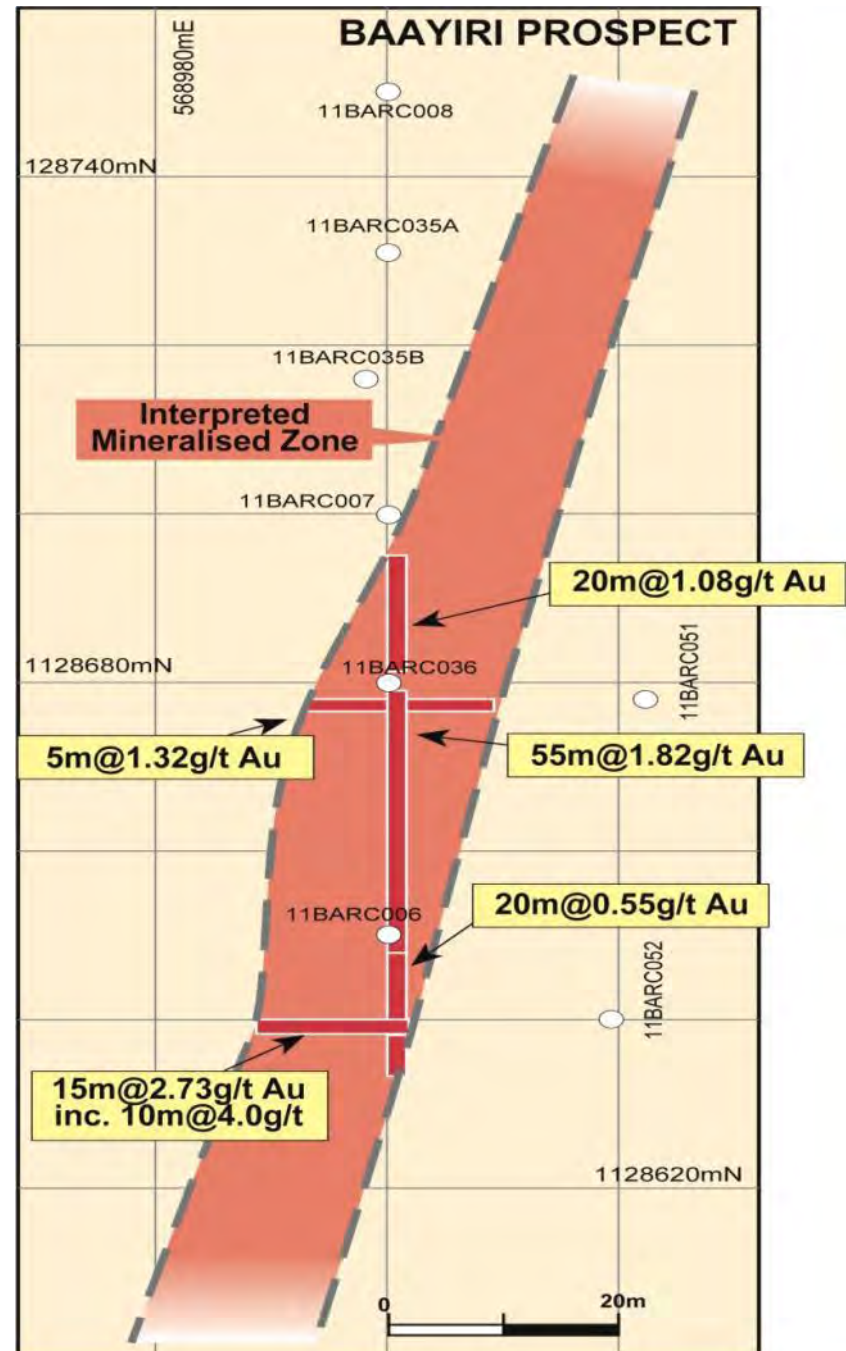 BAAYIRI PROSPECT
568980mE
11BARC008
128740mN
11BARC035A
11BARC035B
Interpreted
Mineralised Zone
11BARC007
20m@1.08g/t Au
11BARC051
1128680mN
11BARC036
5m@1.32g/t Au
55m@1.82g/t Au
20m@0.55g/t Au
11BARC006
11BARC052
15m@2.73g/t Au
inc. 10m@4.0g/t
1128620mN
0
20m